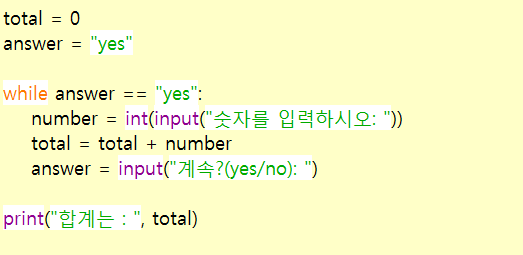 total = 0
answer = "yes"
while answer == "yes":
number = int(input("숫자를 입력하시오: "))
total = total + number
answer = input("계속?(yes/no): ")
print("합계는 : ", total)